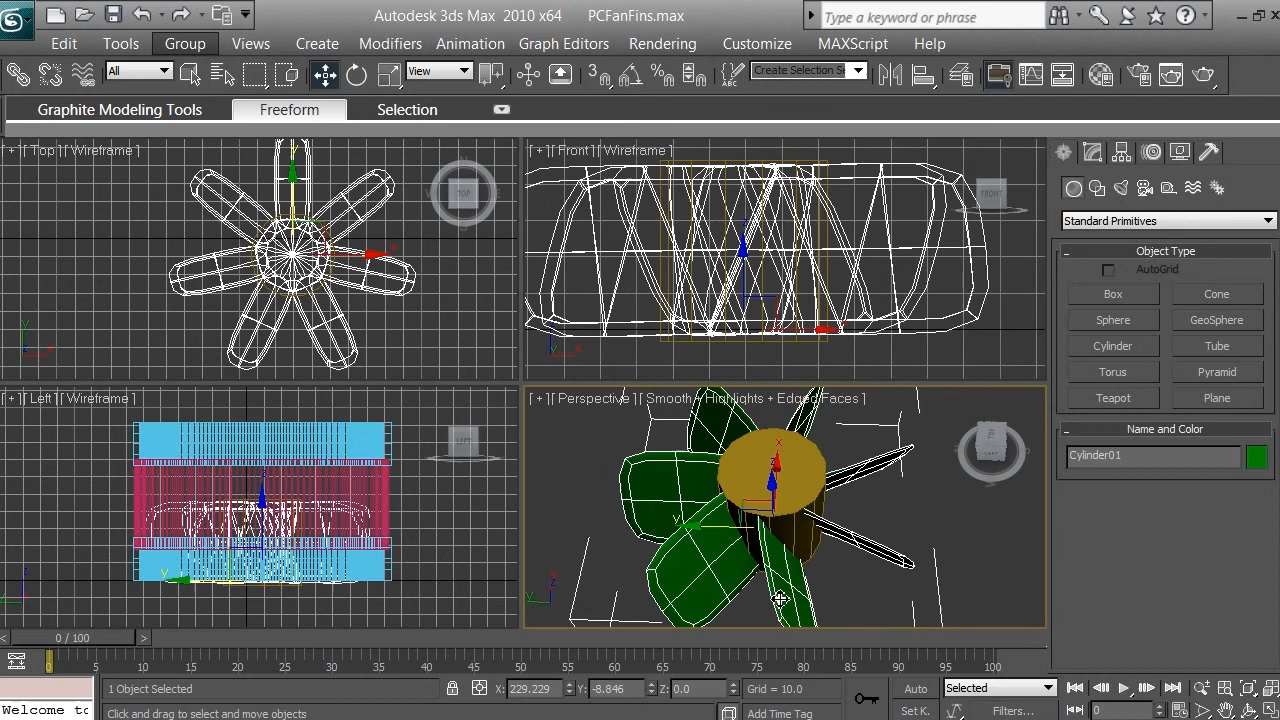 Autodesk 3ds Max 2010 x64 PCFanFins.max
Type a keyword or phrase
Edit Tools Group Views Create Modifiers Animation Graph Editors Rendering Customize MAXScript Help
All View Create Selection Se
Graphite Modeling Tools Freeform Selection
[ + ] [ Top ] [ Wireframe ]
[ + ] [ Front ] [ Wireframe ]
TOP
FRONT
Standard Primitives
Object Type
AutoGrid
Box Cone
Sphere GeoSphere
Cylinder Tube
Torus Pyramid
Teapot Plane
[ + ] [ Left ] [ Wireframe ]
[ + ] [ Perspective ] [ Smooth + Highlights + Edged Faces ]
LEFT
Name and Color
Cylinder01
0 / 100
0 5 10 15 20 25 30 35 40 45 50 55 60 65 70 75 80 85 90 95 100
1 Object Selected X: 229.229 Y: -8.846 Z: 0.0 Grid = 10.0 Auto Selected
Welcome to Click and drag to select and move objects Add Time Tag Set K. Filters... 0